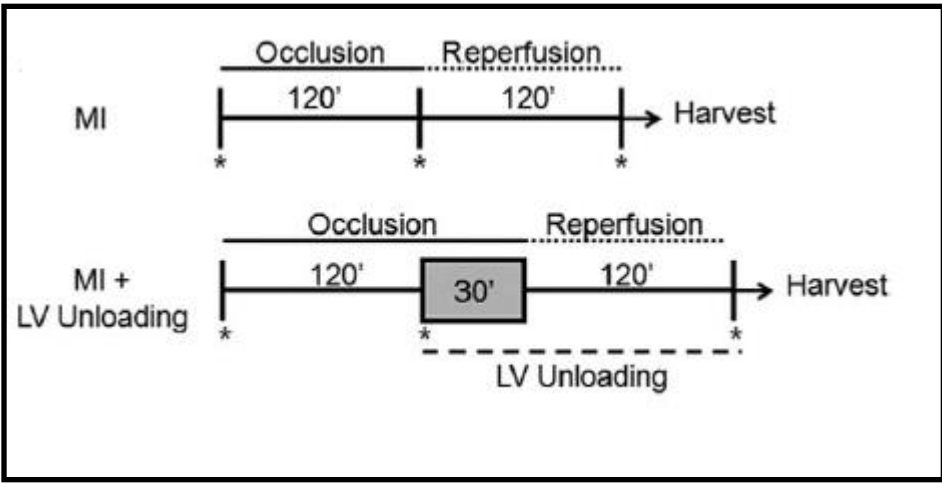 Occlusion Reperfusion
MI 120' 120' Harvest
* * *
Occlusion Reperfusion
MI +
LV Unloading
120' 30' 120' Harvest
* * *
LV Unloading